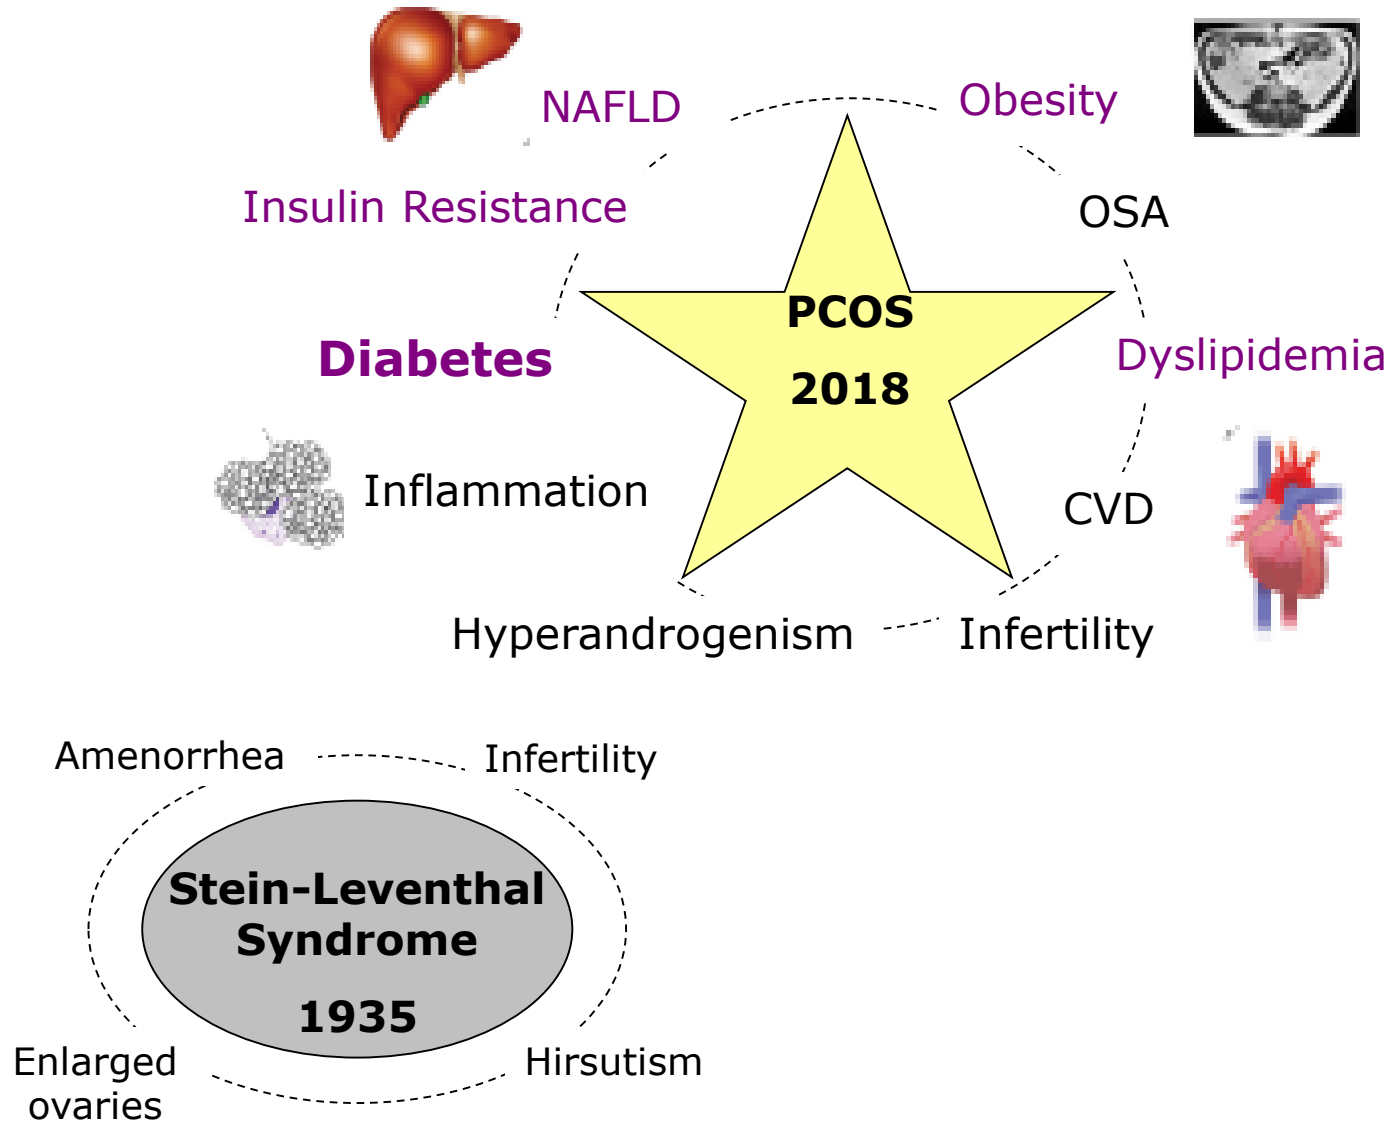 NAFLD
Obesity
Insulin Resistance
OSA
PCOS
2018
Diabetes
Dyslipidemia
Inflammation
CVD
Hyperandrogenism
Infertility
Amenorrhea
Infertility
Stein-Leventhal
Syndrome
1935
Enlarged
ovaries
Hirsutism